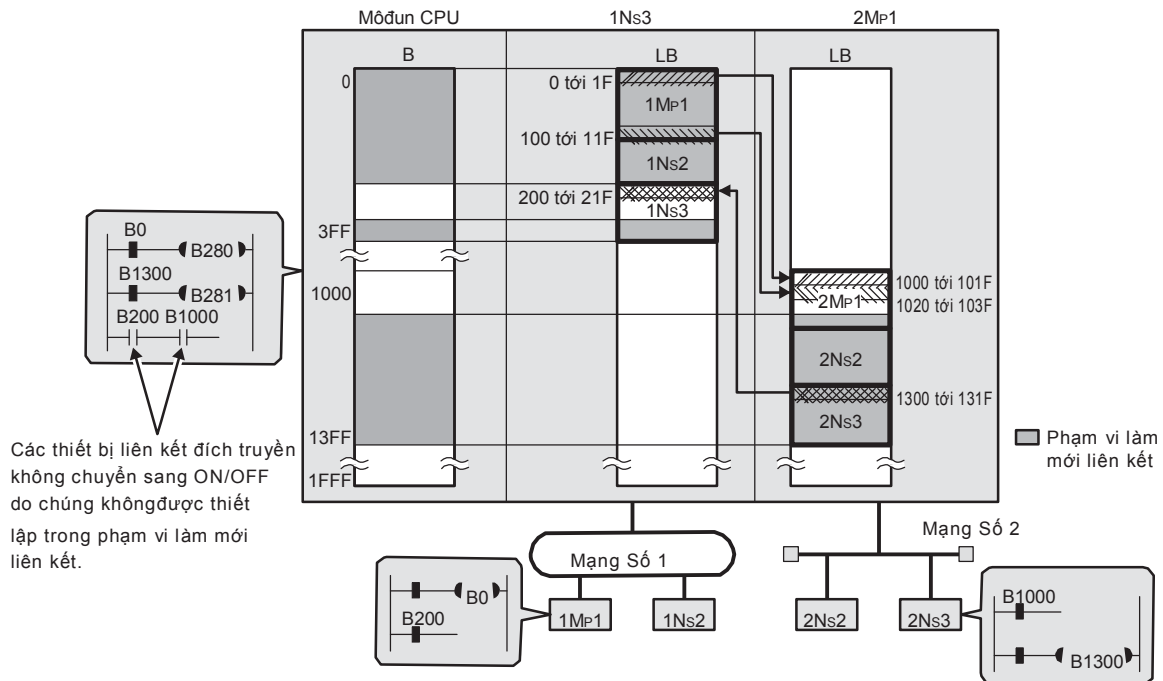 Môđun CPU
1Ns3
2Mp1
B
LB
LB
0
0 tới 1F
1Mp1
100 tới 11F
1Ns2
200 tới 21F
1Ns3
3FF
B0
B280
B1300
B281
B200 B1000
1000
1000 tới 101F
2Mp1
1020 tới 103F
2Ns2
1300 tới 131F
2Ns3
13FF
1FFF
Các thiết bị liên kết đích truyền
không chuyển sang ON/OFF
do chúng khôngđược thiết
lập trong phạm vi làm mới
liên kết.
Phạm vi làm
mới liên kết
Mạng Số 1
Mạng Số 2
B0
B200
1Mp1
1Ns2
2Ns2
2Ns3
B1000
B1300